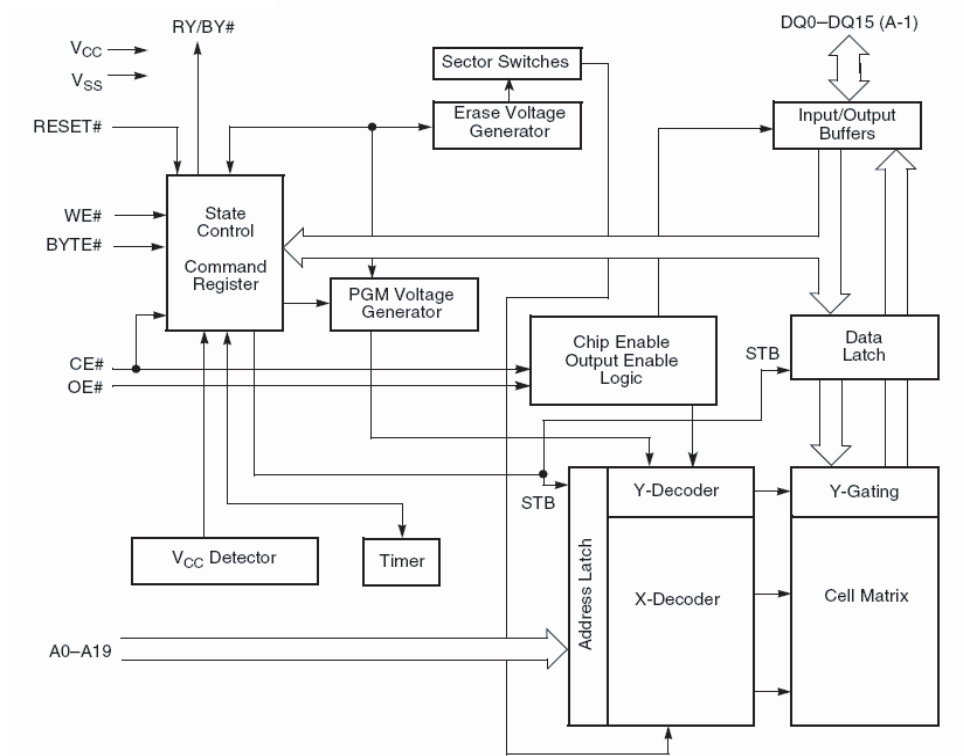 RY/BY#
DQ0–DQ15 (A-1)
VCC
VSS
Sector Switches
Erase Voltage
Generator
Input/Output
Buffers
RESET#
WE#
BYTE#
State
Control
Command
Register
PGM Voltage
Generator
Chip Enable
Output Enable
Logic
STB
Data
Latch
CE#
OE#
STB
Y-Decoder
Y-Gating
VCC Detector
Timer
Address Latch
X-Decoder
Cell Matrix
A0–A19